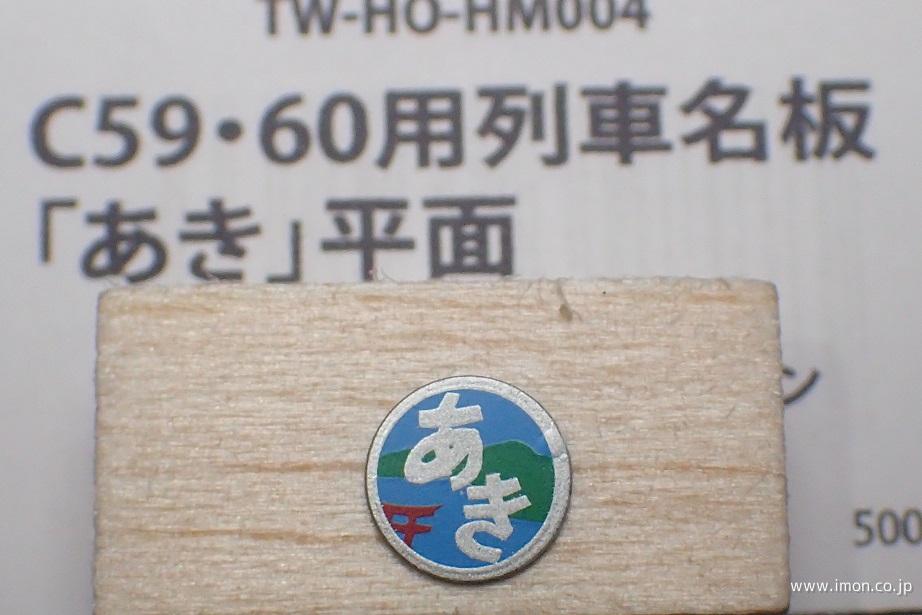 TW-HO-HM004
C59・60用列車名板
「あき」平面
ン
あき
500
www.imon.co.jp